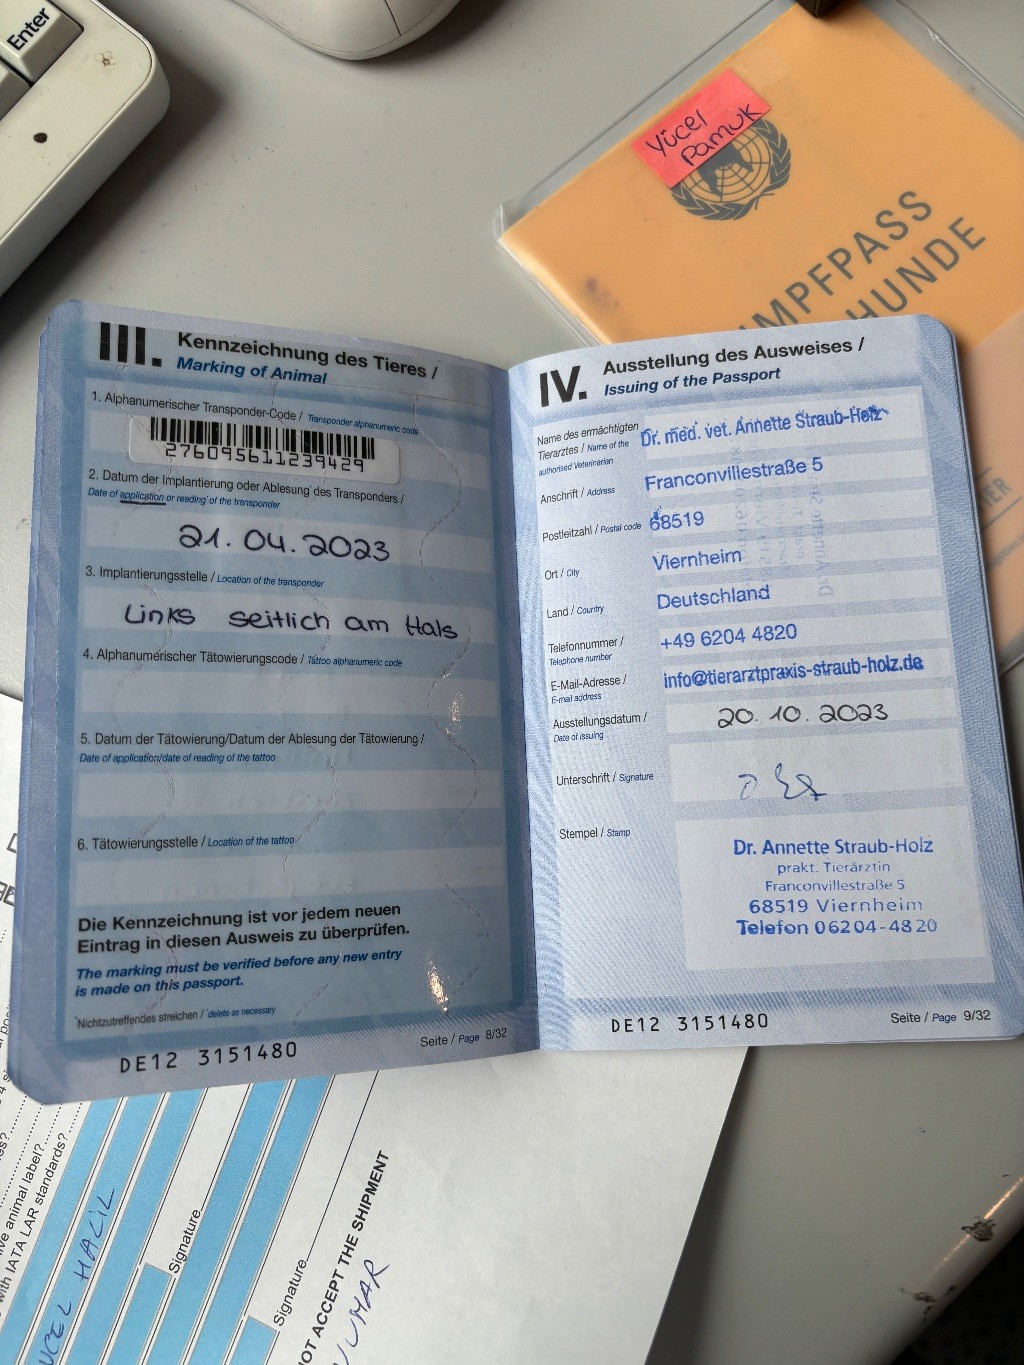 Enter
Yücel
Pamuk
IMPFPASS
HUNDE
III. Kennzeichnung des Tieres /
Marking of Animal
1. Alphanumerischer Transponder-Code / Transponder alphanumeric code
276095611239429
2. Datum der Implantierung oder Ablesung* des Transponders /
Date of application or reading* of the transponder
21.04.2023
3. Implantierungsstelle / Location of the transponder
Links seitlich am Hals
4. Alphanumerischer Tätowierungscode / Tattoo alphanumeric code
5. Datum der Tätowierung/Datum der Ablesung der Tätowierung /
Date of application/date of reading of the tattoo
6. Tätowierungsstelle / Location of the tattoo
Die Kennzeichnung ist vor jedem neuen
Eintrag in diesen Ausweis zu überprüfen.
The marking must be verified before any new entry
is made on this passport.
*Nichtzutreffendes streichen / *delete as necessary
DE12 3151480
Seite / Page 8/32
IV. Ausstellung des Ausweises /
Issuing of the Passport
Name des ermächtigten
Tierarztes / Name of the
authorised Veterinarian
Dr. med. vet. Annette Straub-Holz
Anschrift / Address Franconvillestraße 5
Postleitzahl / Postal code 68519
Ort / City Viernheim
Land / Country Deutschland
Telefonnummer /
Telephone number
+49 6204 4820
E-Mail-Adresse /
E-mail address
info@tierarztpraxis-straub-holz.de
Ausstellungsdatum /
Date of issuing
20.10.2023
Unterschrift / Signature
Stempel / Stamp
Dr. Annette Straub-Holz
prakt. Tierärztin
Franconvillestraße 5
68519 Viernheim
Telefon 06204-4820
DE12 3151480
Seite / Page 9/32
animal label?
with IATA LAR standards?
HALIL
Signature
Signature
ACCEPT THE SHIPMENT